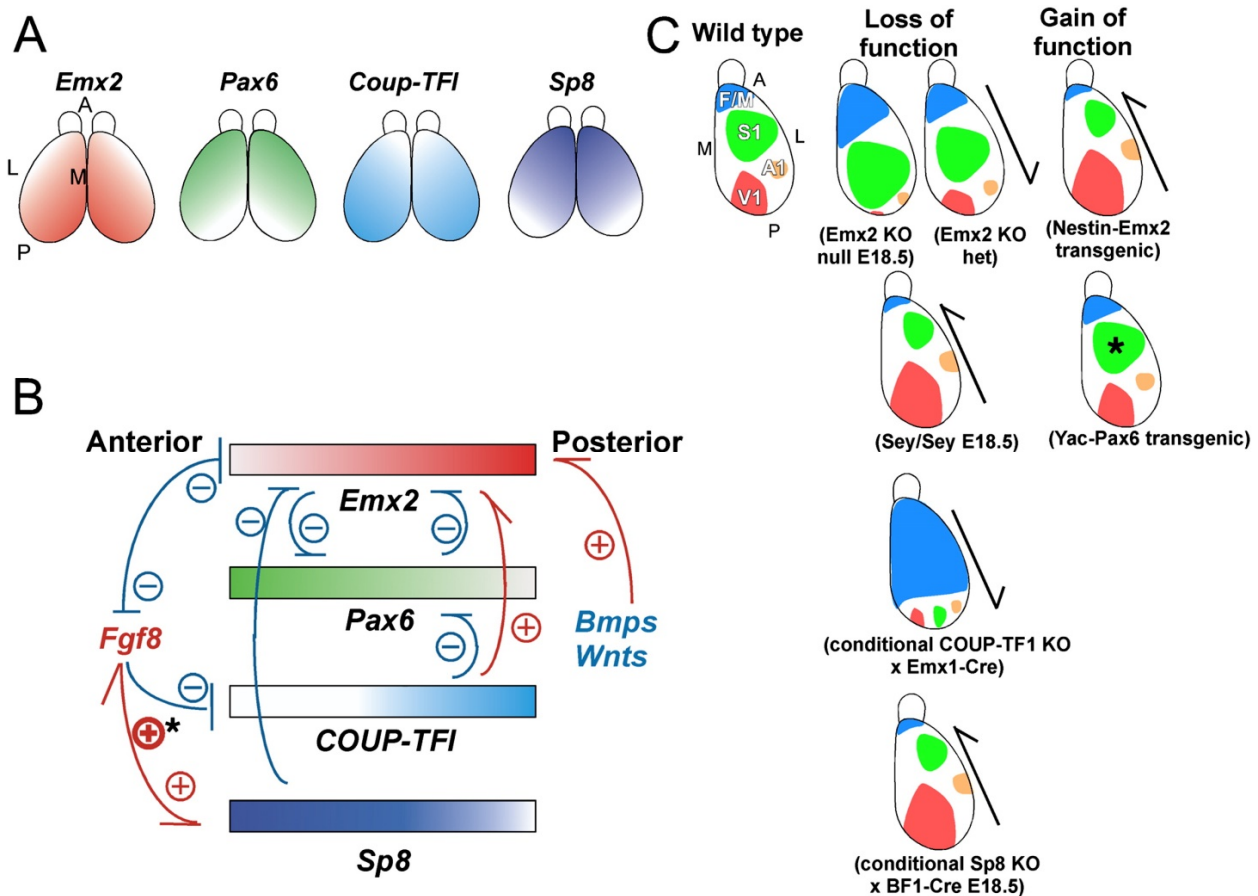 A
Emx2 Pax6 Coup-TFI Sp8
A
L
M
P
B
Anterior Posterior
Emx2
Pax6
Fgf8
Bmps
Wnts
*
COUP-TFI
Sp8
C
Wild type
Loss of
function
Gain of
function
A
F/M
S1
M
L
A1
V1
P
(Emx2 KO
null E18.5)
(Emx2 KO
het)
(Nestin-Emx2
transgenic)
*
(Sey/Sey E18.5)
(Yac-Pax6 transgenic)
(conditional COUP-TF1 KO
x Emx1-Cre)
(conditional Sp8 KO
x BF1-Cre E18.5)